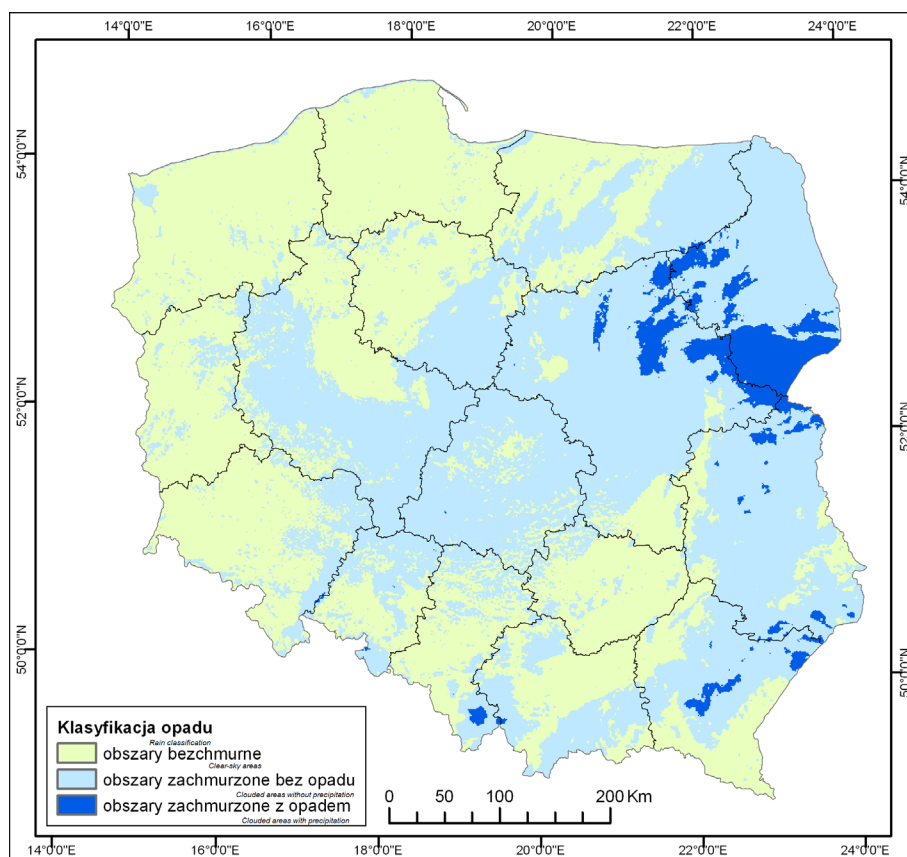 14°0'0"E 16°0'0"E 18°0'0"E 20°0'0"E 22°0'0"E 24°0'0"E
54°0'0"N 54°0'0"N
52°0'0"N 52°0'0"N
50°0'0"N 50°0'0"N
Klasyfikacja opadu
Rain classification
obszary bezchmurne
Clear-sky areas
obszary zachmurzone bez opadu
Clouded areas without precipitation
obszary zachmurzone z opadem
Clouded areas with precipitation
0 50 100 200 Km
14°0'0"E 16°0'0"E 18°0'0"E 20°0'0"E 22°0'0"E 24°0'0"E